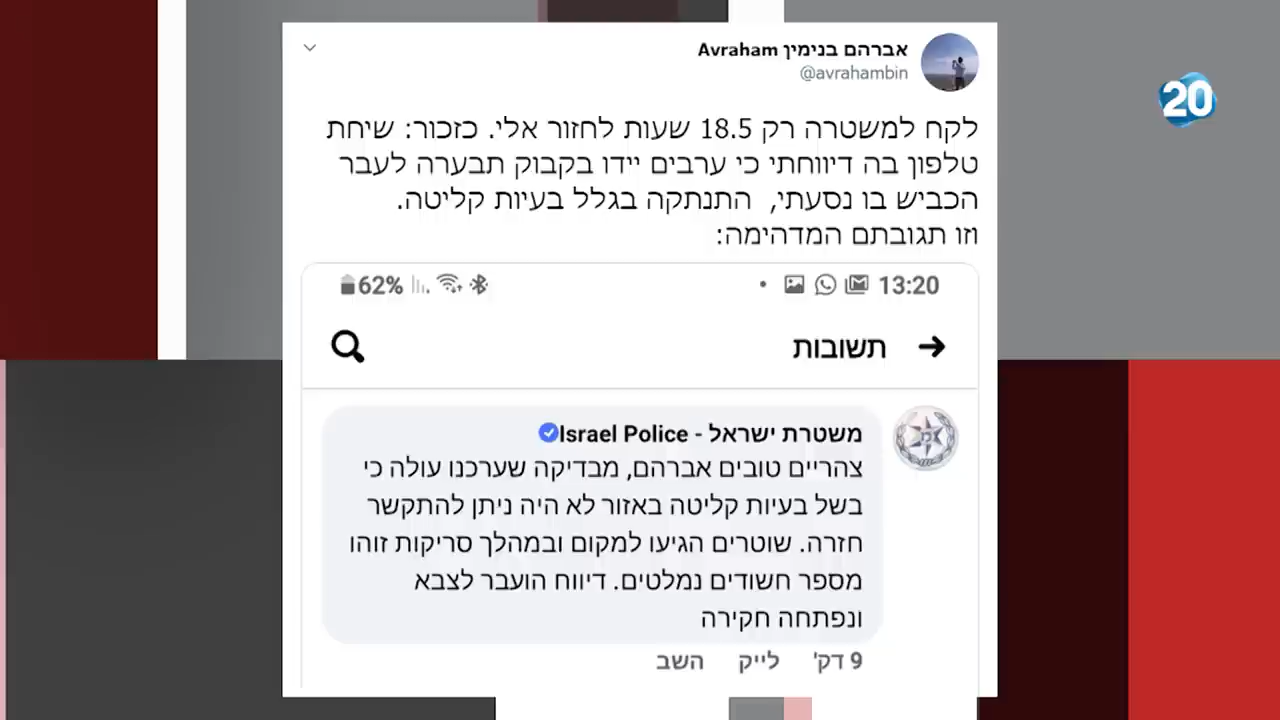 אברהם בנימין Avraham
@avrahambin
20
לקח למשטרה רק 18.5 שעות לחזור אלי. כזכור: שיחת
טלפון בה דיווחתי כי ערבים יידו בקבוק תבערה לעבר
הכביש בו נסעתי, התנתקה בגלל בעיות קליטה.
וזו תגובתם המדהימה:
13:20 62%
תשובות
משטרת ישראל - Israel Police
צהריים טובים אברהם, מבדיקה שערכנו עולה כי
בשל בעיות קליטה באזור לא היה ניתן להתקשר
חזרה. שוטרים הגיעו למקום ובמהלך סריקות זוהו
מספר חשודים נמלטים. דיווח הועבר לצבא
ונפתחה חקירה
9 דק' לייק השב